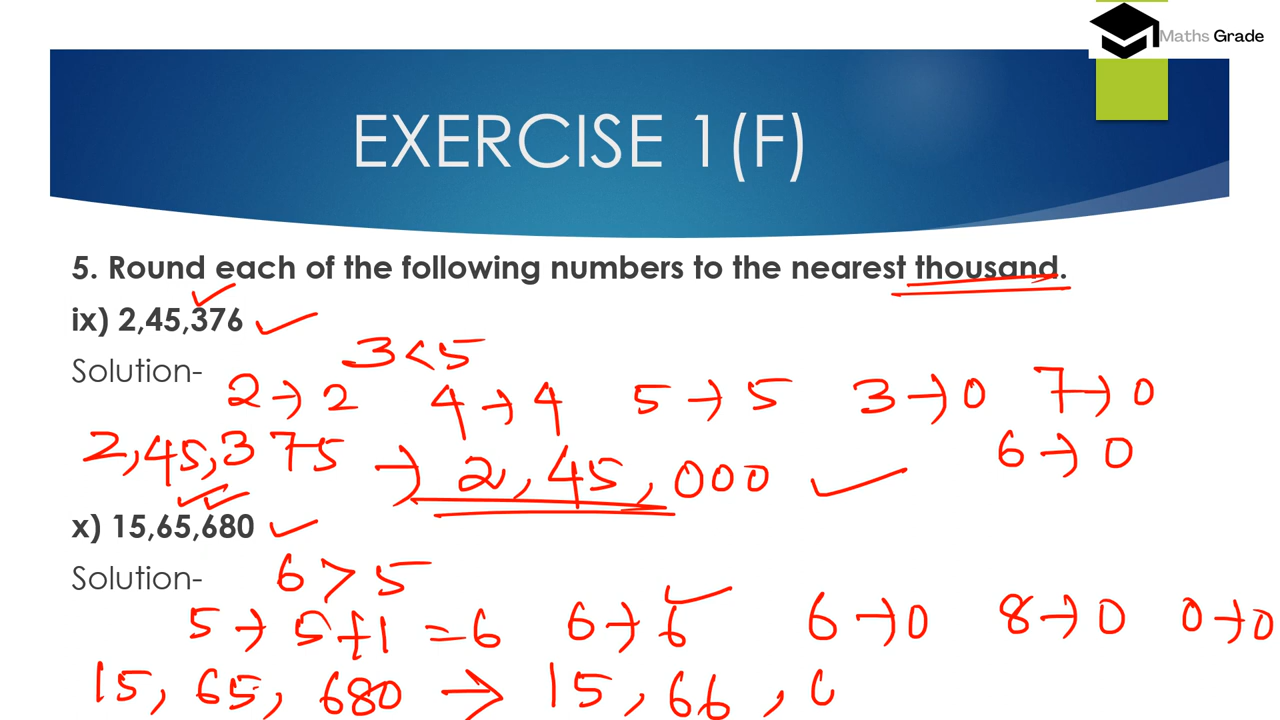 Maths Grade
EXERCISE 1(F)
5. Round each of the following numbers to the nearest thousand.
ix) 2,45,376
Solution-
3<5
2→2 4→4 5→5 3→0 7→0
6→0
2,45,375 → 2,45,000
x) 15,65,680
Solution-
6>5
5→5+1=6 6→6 6→0 8→0 0→0
15,65,680 → 15,66,0